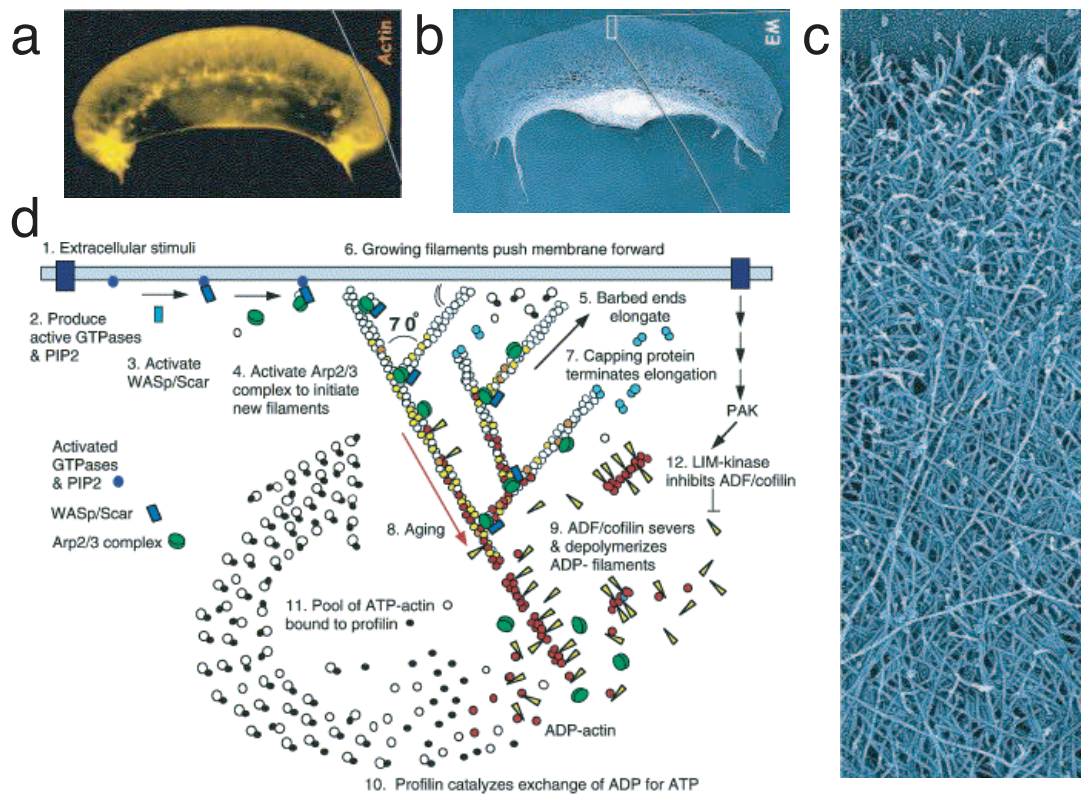 a
Actin
b
EM
c
d
1. Extracellular stimuli
6. Growing filaments push membrane forward
2. Produce
active GTPases
& PIP2
3. Activate
WASp/Scar
4. Activate Arp2/3
complex to initiate
new filaments
70°
5. Barbed ends
elongate
7. Capping protein
terminates elongation
PAK
12. LIM-kinase
inhibits ADF/cofilin
Activated
GTPases
& PIP2
WASp/Scar
Arp2/3 complex
8. Aging
9. ADF/cofilin severs
& depolymerizes
ADP- filaments
11. Pool of ATP-actin
bound to profilin
ADP-actin
10. Profilin catalyzes exchange of ADP for ATP